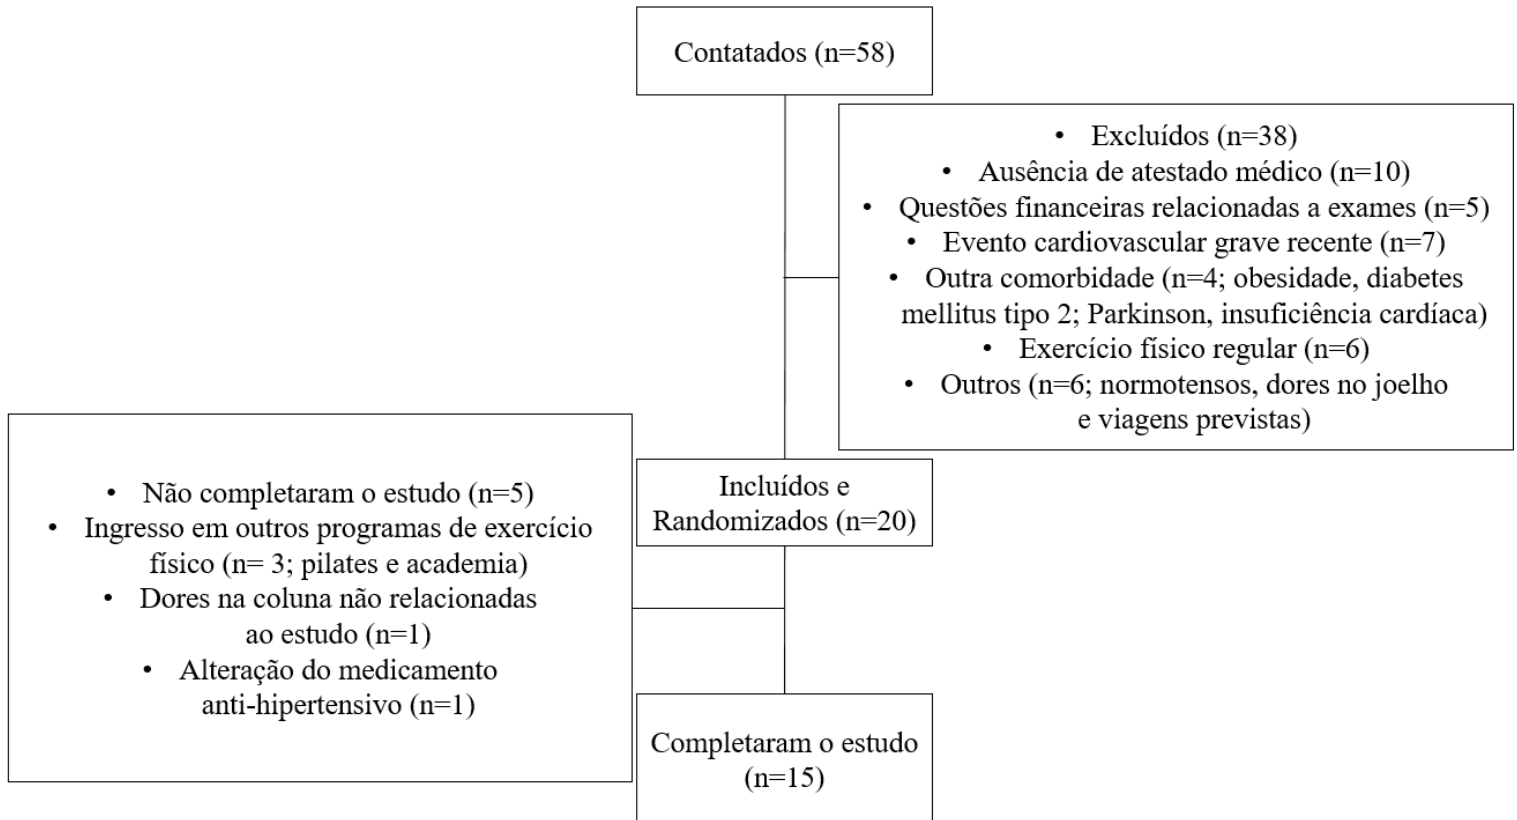 Contatados (n=58)
• Excluídos (n=38)
• Ausência de atestado médico (n=10)
• Questões financeiras relacionadas a exames (n=5)
• Evento cardiovascular grave recente (n=7)
• Outra comorbidade (n=4; obesidade, diabetes
mellitus tipo 2; Parkinson, insuficiência cardíaca)
• Exercício físico regular (n=6)
• Outros (n=6; normotensos, dores no joelho
e viagens previstas)
Incluídos e
Randomizados (n=20)
• Não completaram o estudo (n=5)
• Ingresso em outros programas de exercício
físico (n= 3; pilates e academia)
• Dores na coluna não relacionadas
ao estudo (n=1)
• Alteração do medicamento
anti-hipertensivo (n=1)
Completaram o estudo
(n=15)